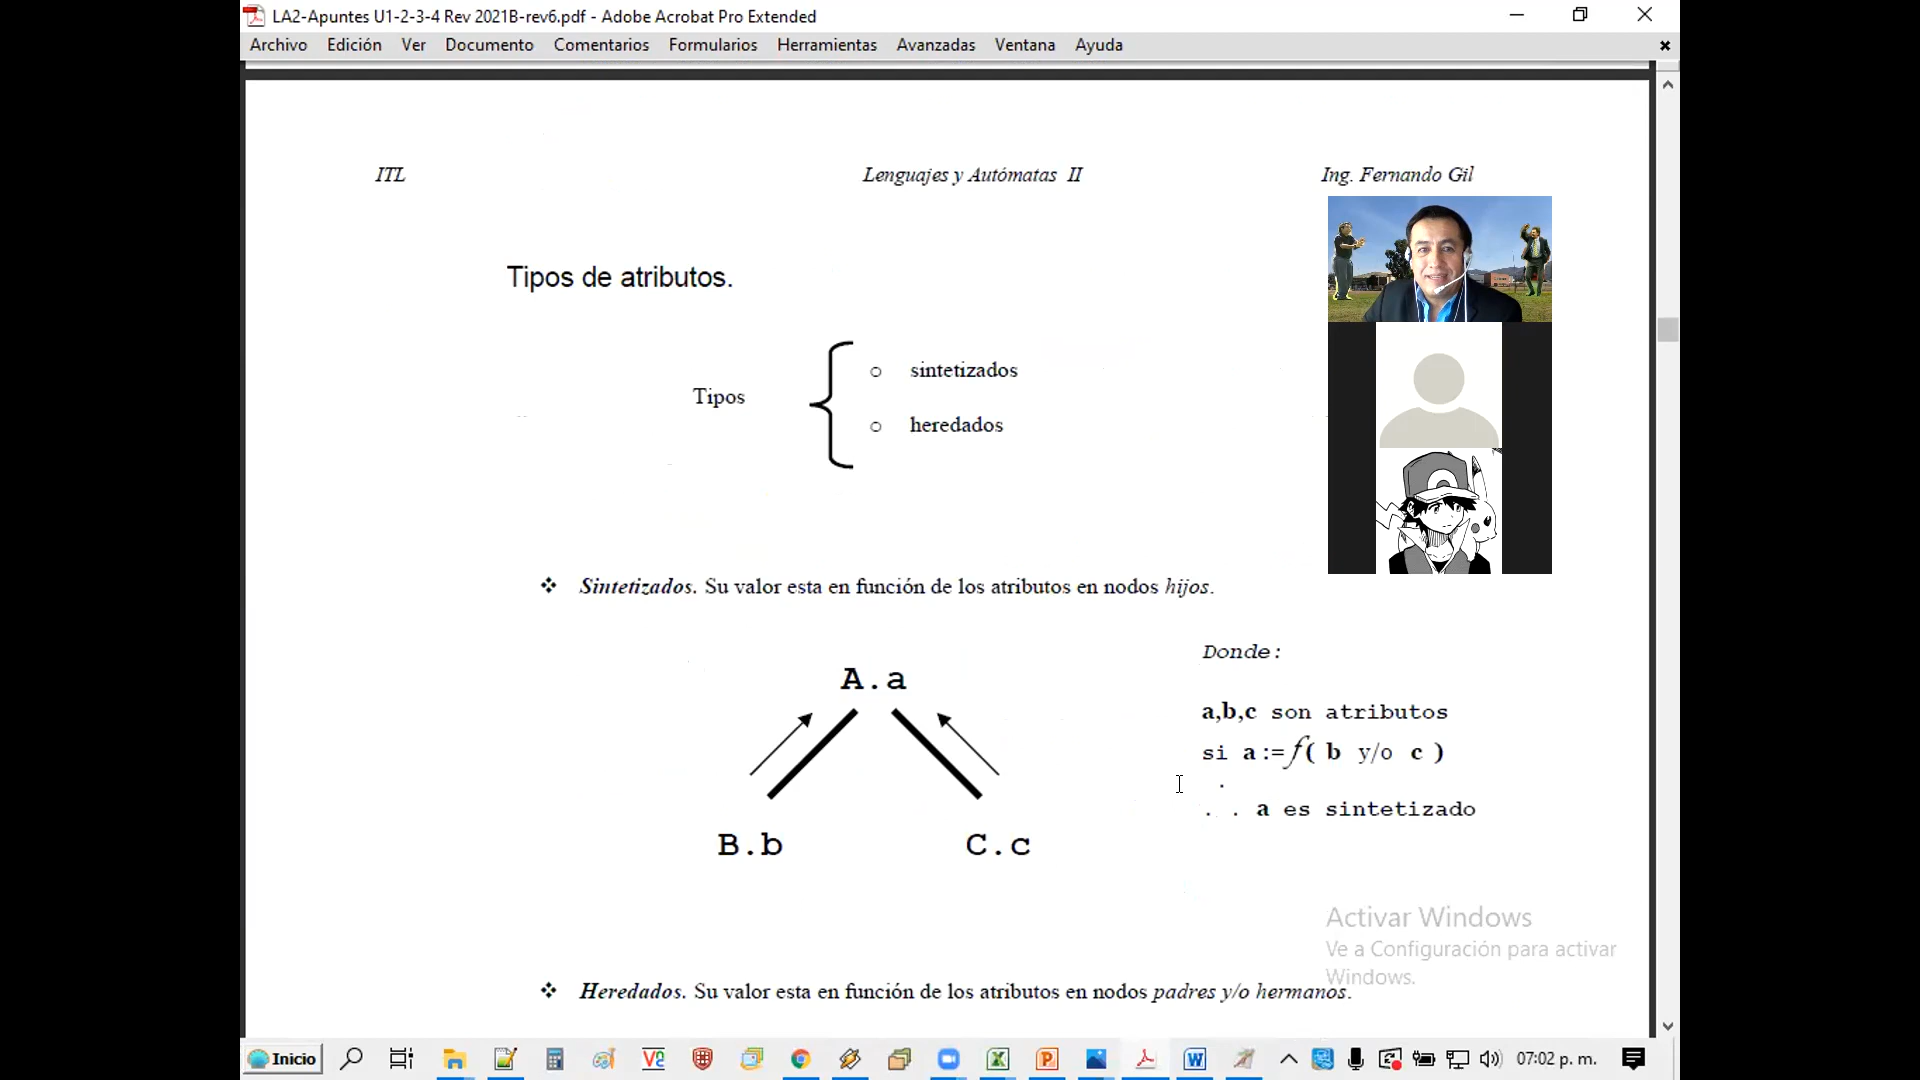 LA2-Apuntes U1-2-3-4 Rev 2021B-rev6.pdf - Adobe Acrobat Pro Extended
Archivo Edición Ver Documento Comentarios Formularios Herramientas Avanzadas Ventana Ayuda
ITL Lenguajes y Autómatas II Ing. Fernando Gil
Tipos de atributos.
Tipos
o sintetizados
o heredados
❖ Sintetizados. Su valor esta en función de los atributos en nodos hijos.
A.a
B.b C.c
Donde:
a,b,c son atributos
si a:=f( b y/o c )
∴ a es sintetizado
Activar Windows
Ve a Configuración para activar
Windows.
❖ Heredados. Su valor esta en función de los atributos en nodos padres y/o hermanos.
Inicio 07:02 p. m.